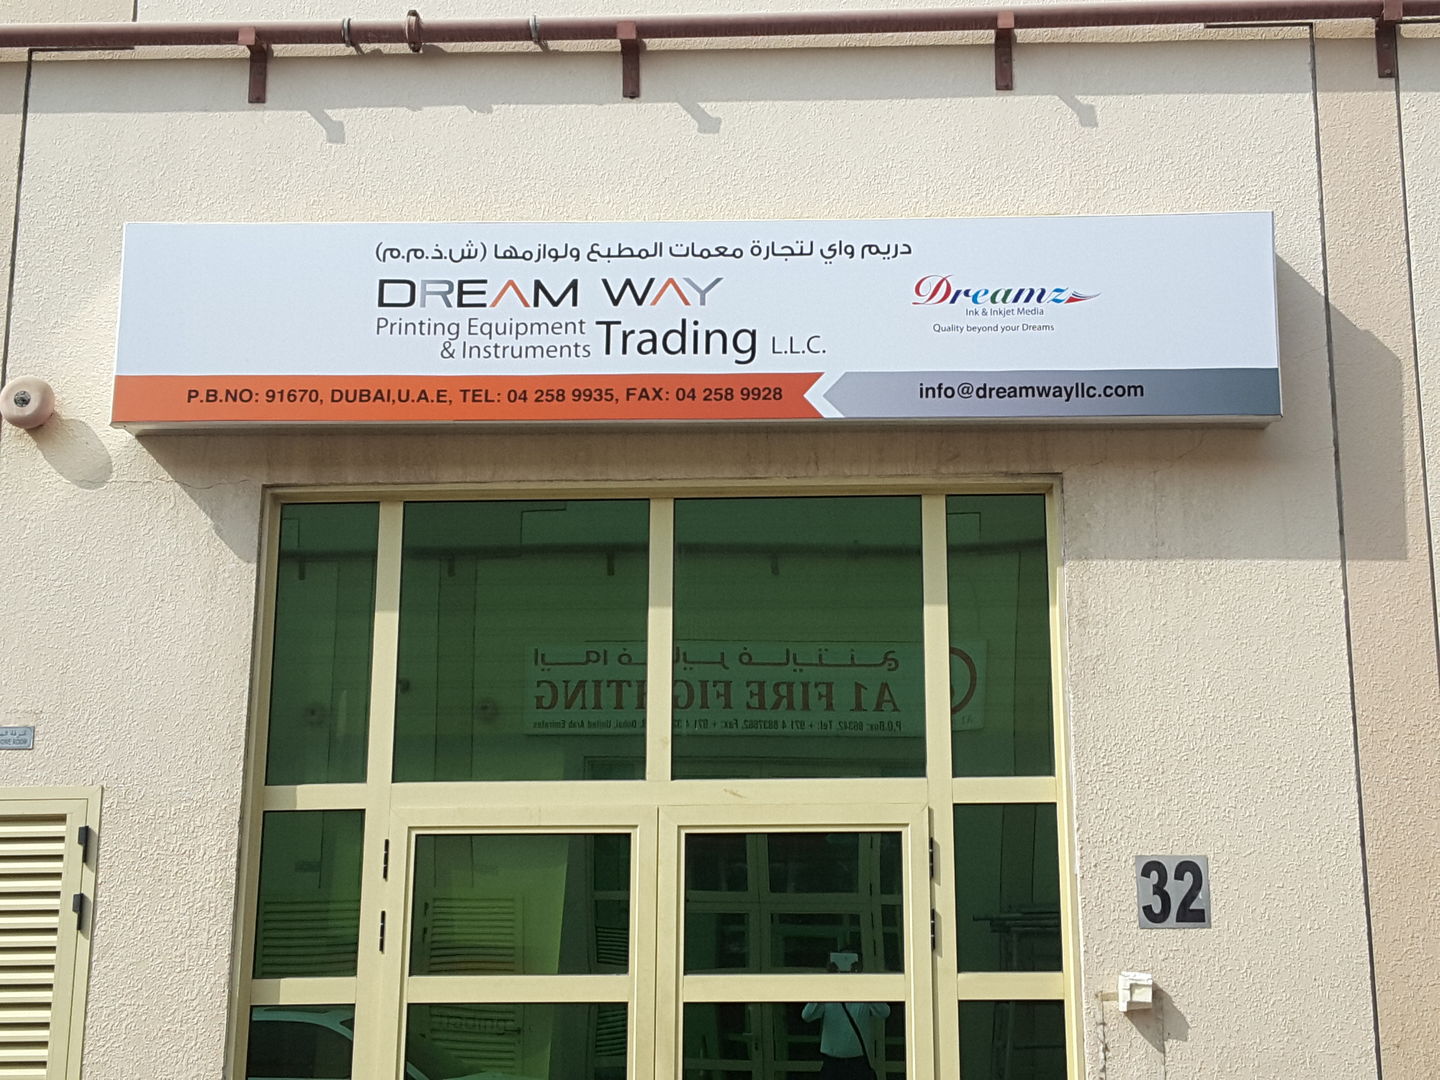 دريم واي لتجارة معمات المطبع ولوازمها (ش.ذ.م.م)
DREAM WAY
Printing Equipment
& Instruments Trading L.L.C.
Dreamz
Ink & Inkjet Media
Quality beyond your Dreams
P.B.NO: 91670, DUBAI,U.A.E, TEL: 04 258 9935, FAX: 04 258 9928
info@dreamwayllc.com
A1 FIRE FIGHTING
32